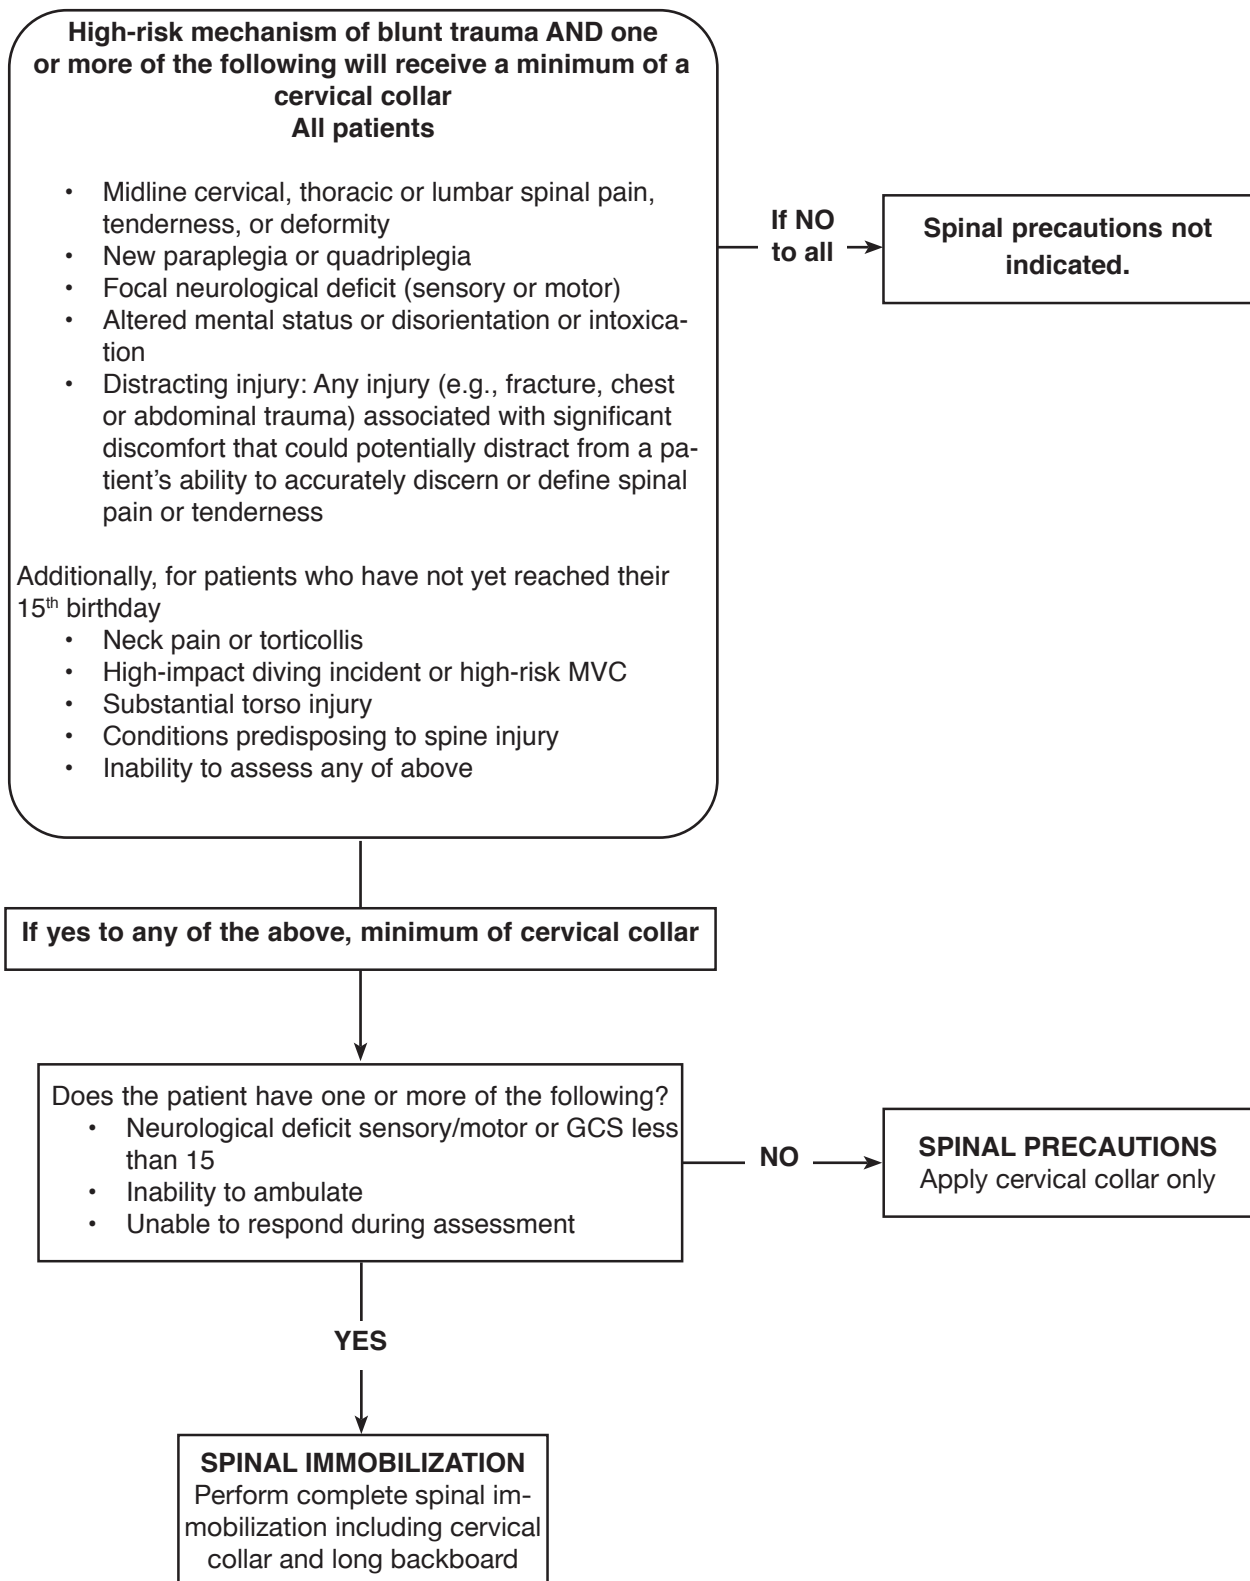 High-risk mechanism of blunt trauma AND one
or more of the following will receive a minimum of a
cervical collar
All patients
• Midline cervical, thoracic or lumbar spinal pain,
tenderness, or deformity
• New paraplegia or quadriplegia
• Focal neurological deficit (sensory or motor)
• Altered mental status or disorientation or intoxica-
tion
• Distracting injury: Any injury (e.g., fracture, chest
or abdominal trauma) associated with significant
discomfort that could potentially distract from a pa-
tient’s ability to accurately discern or define spinal
pain or tenderness
Additionally, for patients who have not yet reached their
15th birthday
• Neck pain or torticollis
• High-impact diving incident or high-risk MVC
• Substantial torso injury
• Conditions predisposing to spine injury
• Inability to assess any of above
If NO
to all
Spinal precautions not
indicated.
If yes to any of the above, minimum of cervical collar
Does the patient have one or more of the following?
• Neurological deficit sensory/motor or GCS less
than 15
• Inability to ambulate
• Unable to respond during assessment
NO
SPINAL PRECAUTIONS
Apply cervical collar only
YES
SPINAL IMMOBILIZATION
Perform complete spinal im-
mobilization including cervical
collar and long backboard